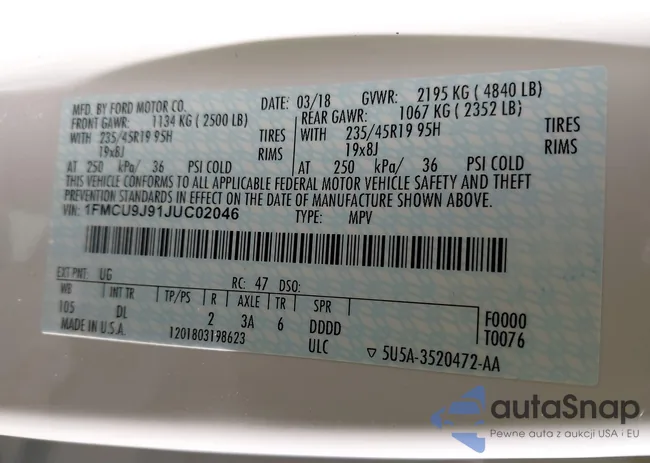 MFD. BY FORD MOTOR CO.
DATE: 03/18 GVWR: 2195 KG ( 4840 LB)
FRONT GAWR: 1134 KG ( 2500 LB) REAR GAWR: 1067 KG ( 2352 LB)
WITH 235/45R19 95H TIRES WITH 235/45R19 95H TIRES
19x8J RIMS 19x8J RIMS
AT 250 kPa/ 36 PSI COLD AT 250 kPa/ 36 PSI COLD
THIS VEHICLE CONFORMS TO ALL APPLICABLE FEDERAL MOTOR VEHICLE SAFETY AND THEFT
PREVENTION STANDARDS IN EFFECT ON THE DATE OF MANUFACTURE SHOWN ABOVE.
VIN: 1FMCU9J91JUC02046 TYPE: MPV
EXT PNT: UG RC: 47 DSO:
WB INT TR TP/PS R AXLE TR SPR
105 DL 2 3A 6 DDDD F0000
MADE IN U.S.A. 1201803198623 ULC T0076
▽ 5U5A-3520472-AA
autaSnap
Pewne auta z aukcji USA i EU